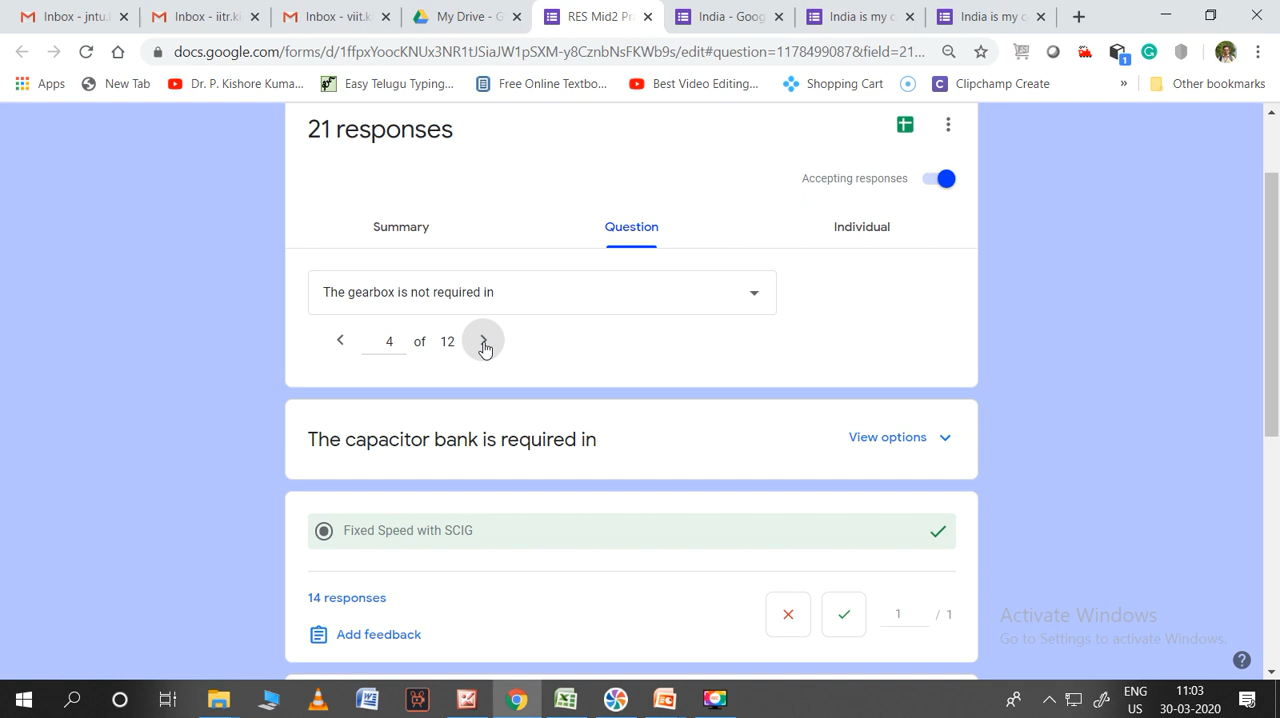 Inbox - jntu.
Inbox - iitr.k
Inbox - viit.k
My Drive - G
RES Mid2 Pr
India - Goog
India is my c
India is my c
docs.google.com/forms/d/1ffpxYoocKNUx3NR1tJSiaJW1pSXM-y8CznbNsFKWb9s/edit#question=1178499087&field=21...
1
Apps
New Tab
Dr. P. Kishore Kuma...
Easy Telugu Typing...
Free Online Textbo...
Best Video Editing...
Shopping Cart
Clipchamp Create
»
Other bookmarks
21 responses
Accepting responses
Summary
Question
Individual
The gearbox is not required in
4 of 12
The capacitor bank is required in
View options
Fixed Speed with SCIG
14 responses
1 / 1
Add feedback
Activate Windows
Go to Settings to activate Windows.
ENG
US
11:03
30-03-2020